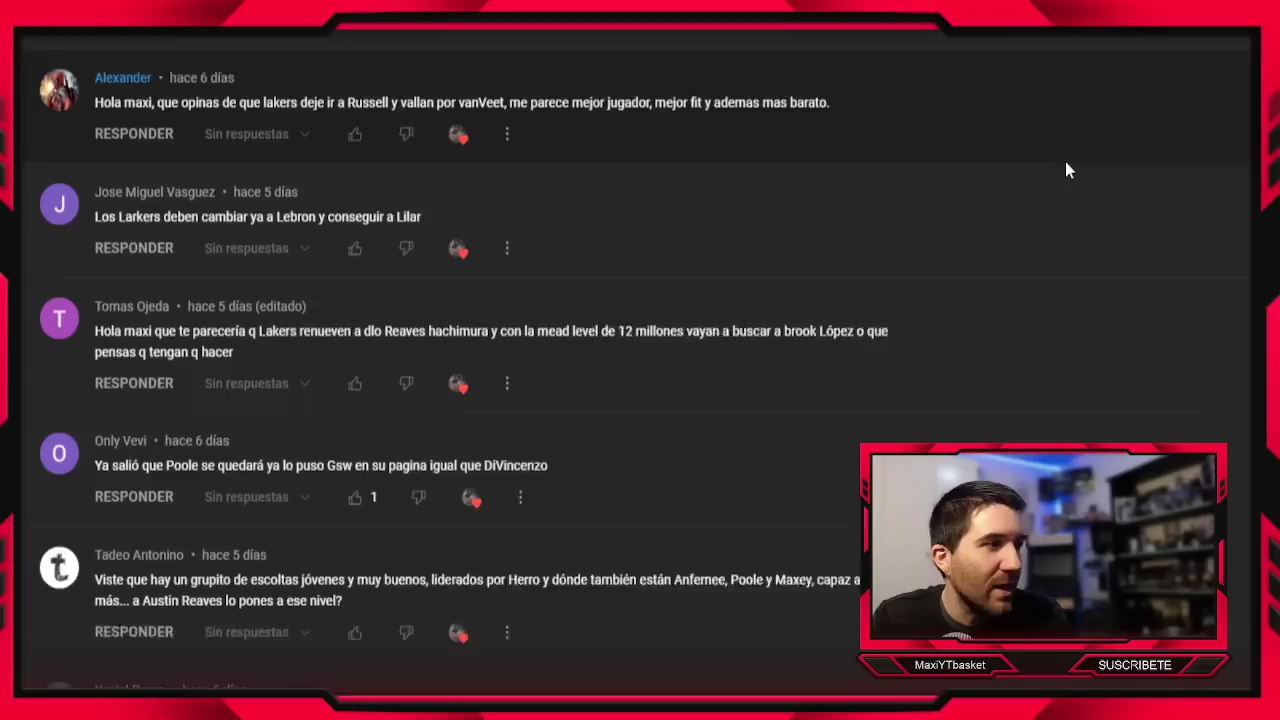 Alexander • hace 6 días
Hola maxi, que opinas de que lakers deje ir a Russell y vallan por vanVeet, me parece mejor jugador, mejor fit y ademas mas barato.
RESPONDER Sin respuestas
J
Jose Miguel Vasguez • hace 5 días
Los Larkers deben cambiar ya a Lebron y conseguir a Lilar
RESPONDER Sin respuestas
T
Tomas Ojeda • hace 5 días (editado)
Hola maxi que te parecería q Lakers renueven a dlo Reaves hachimura y con la mead level de 12 millones vayan a buscar a brook López o que
pensas q tengan q hacer
RESPONDER Sin respuestas
O
Only Vevi • hace 6 días
Ya salió que Poole se quedará ya lo puso Gsw en su pagina igual que DiVincenzo
RESPONDER Sin respuestas 1
t
Tadeo Antonino • hace 5 días
Viste que hay un grupito de escoltas jóvenes y muy buenos, liderados por Herro y dónde también están Anfernee, Poole y Maxey, capaz a
más... a Austin Reaves lo pones a ese nivel?
RESPONDER Sin respuestas
MaxiYTbasket
SUSCRIBETE